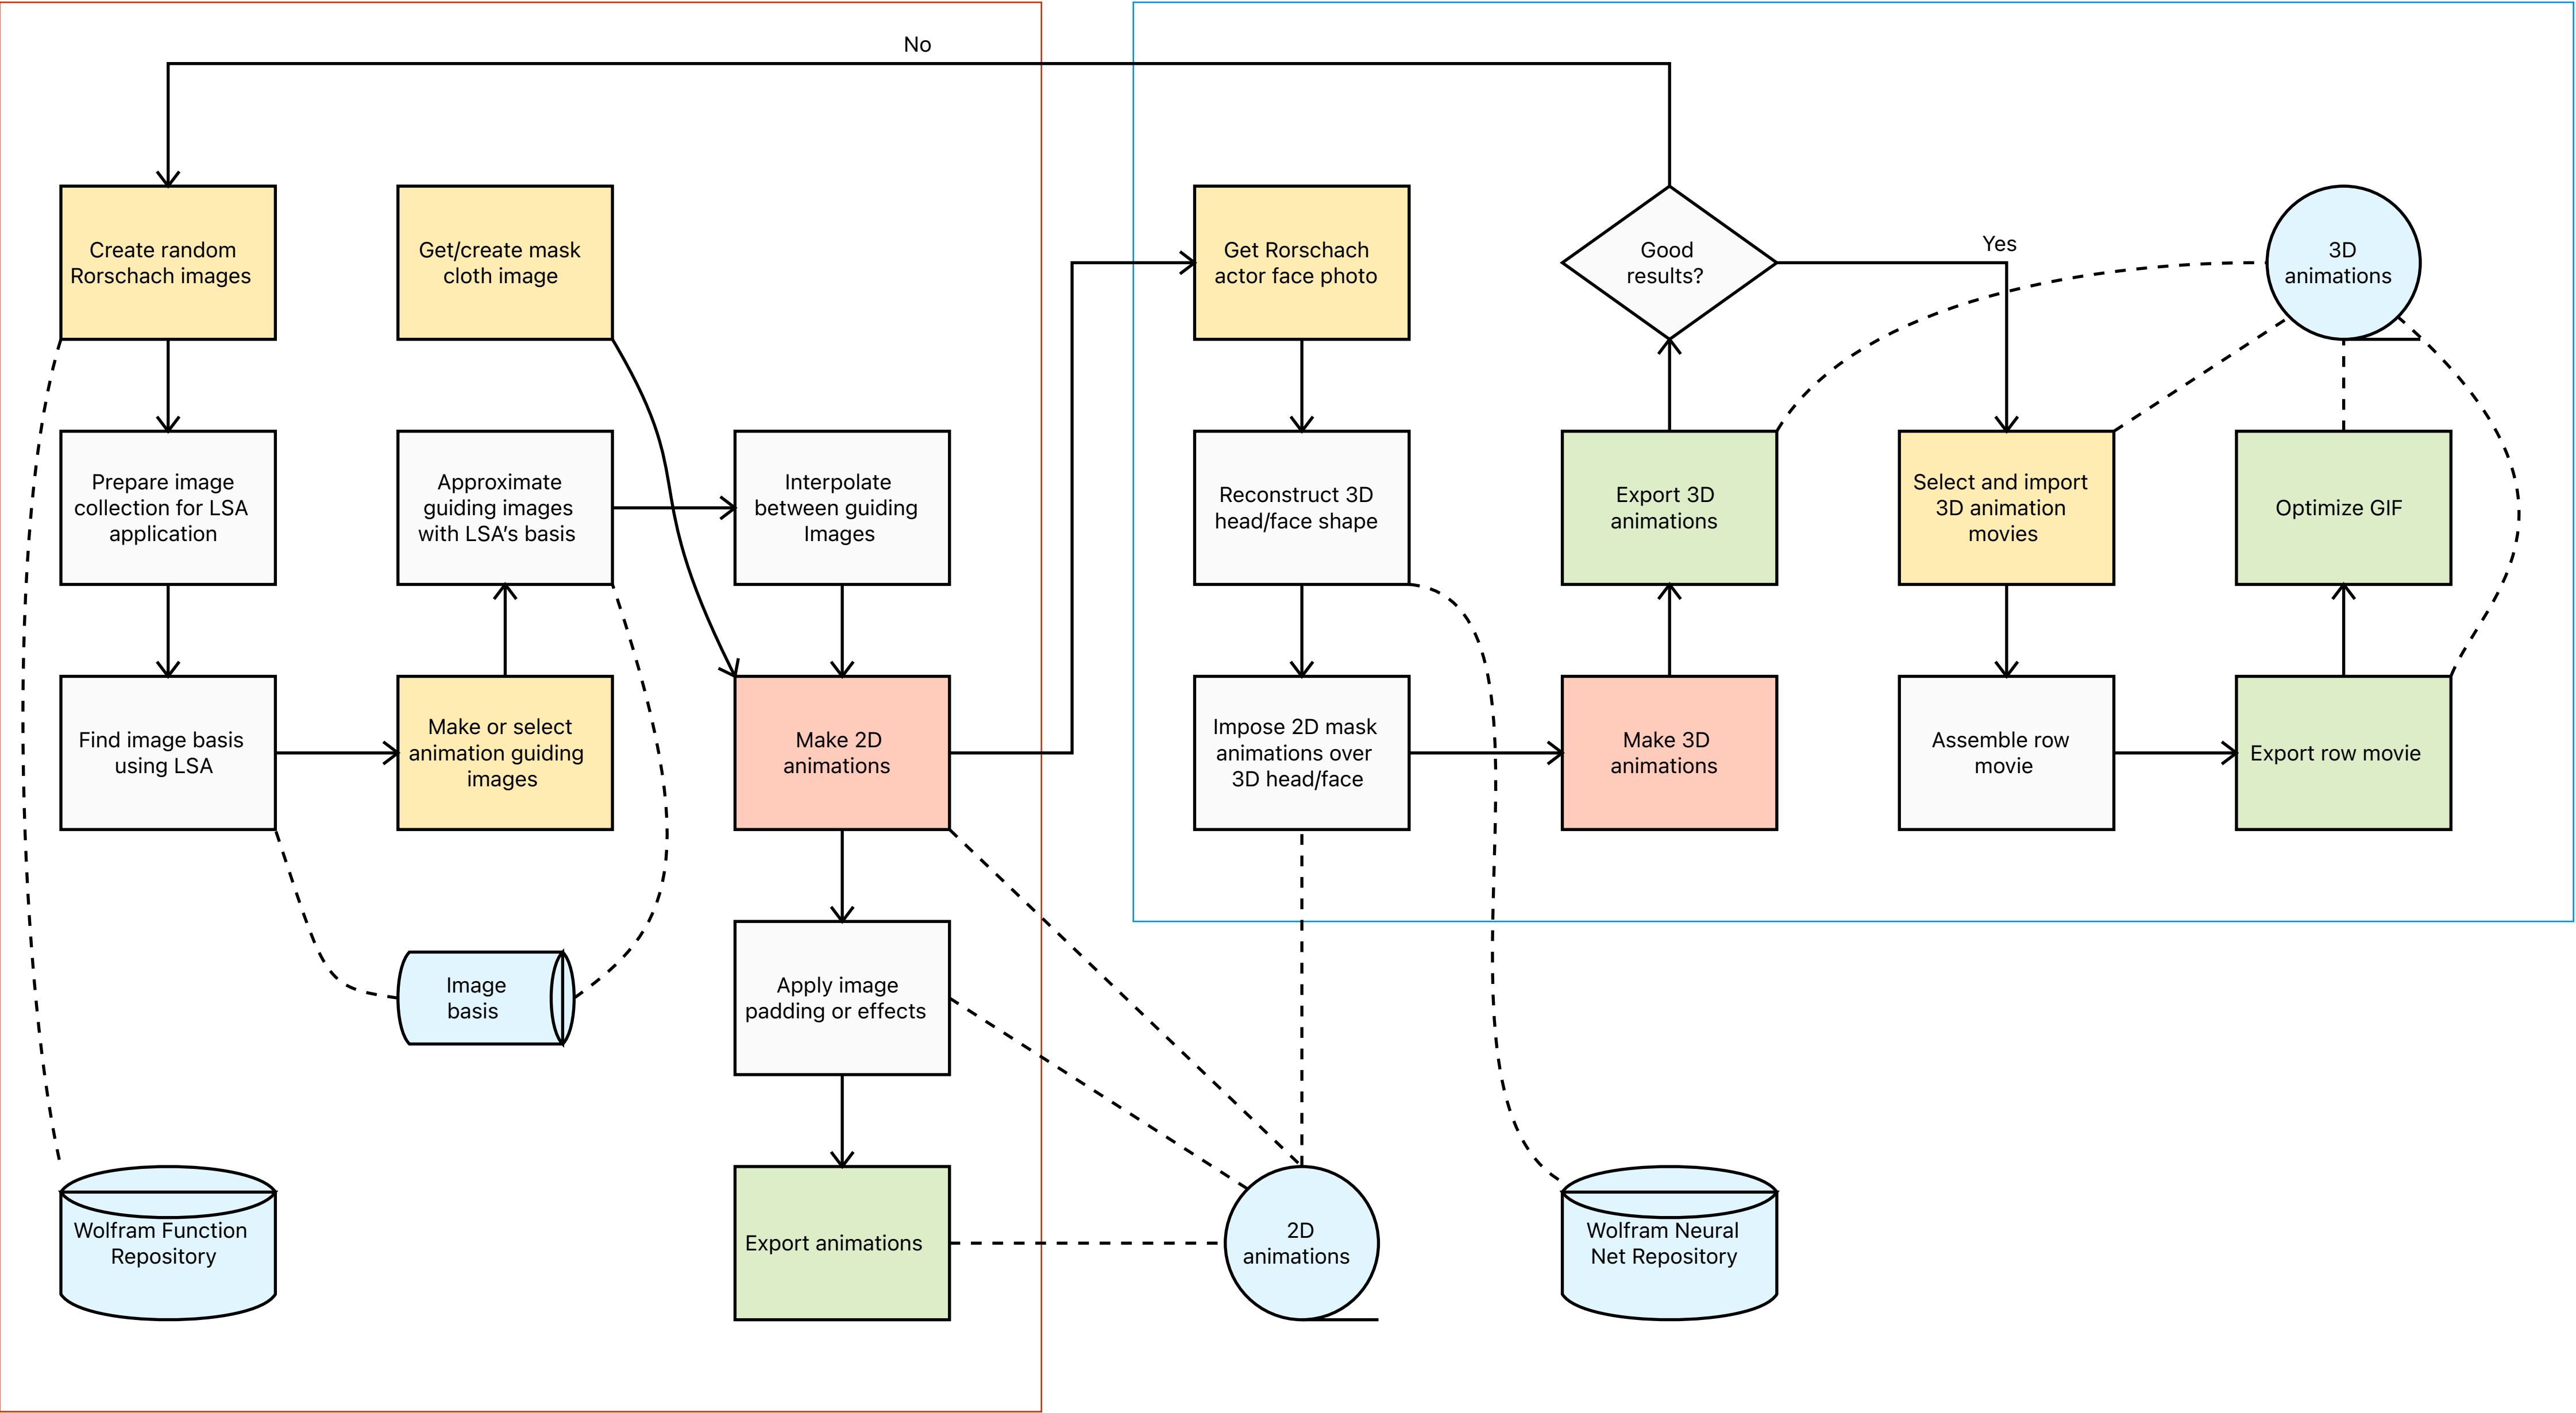 No
Create random
Rorschach images
Get/create mask
cloth image
Get Rorschach
actor face photo
Good
results?
Yes
3D
animations
Prepare image
collection for LSA
application
Approximate
guiding images
with LSA’s basis
Interpolate
between guiding
Images
Reconstruct 3D
head/face shape
Export 3D
animations
Select and import
3D animation
movies
Optimize GIF
Find image basis
using LSA
Make or select
animation guiding
images
Make 2D
animations
Impose 2D mask
animations over
3D head/face
Make 3D
animations
Assemble row
movie
Export row movie
Image
basis
Apply image
padding or effects
Wolfram Function
Repository
Export animations
2D
animations
Wolfram Neural
Net Repository